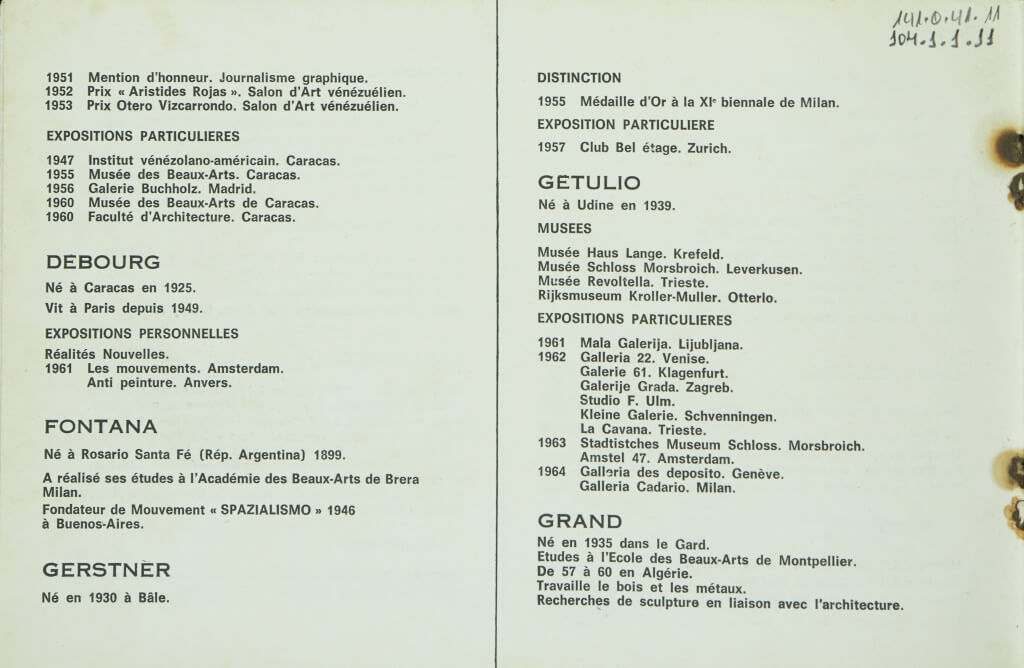 1951 Mention d'honneur. Journalisme graphique.
1952 Prix « Aristides Rojas ». Salon d'Art vénézuélien.
1953 Prix Otero Vizcarrondo. Salon d'Art vénézuélien.
EXPOSITIONS PARTICULIERES
1947 Institut vénézolano-américain. Caracas.
1955 Musée des Beaux-Arts. Caracas.
1956 Galerie Buchholz. Madrid.
1960 Musée des Beaux-Arts de Caracas.
1960 Faculté d'Architecture. Caracas.
DEBOURG
Né à Caracas en 1925.
Vit à Paris depuis 1949.
EXPOSITIONS PERSONNELLES
Réalités Nouvelles.
1961 Les mouvements. Amsterdam.
Anti peinture. Anvers.
FONTANA
Né à Rosario Santa Fé (Rép. Argentina) 1899.
A réalisé ses études à l'Académie des Beaux-Arts de Brera
Milan.
Fondateur de Mouvement « SPAZIALISMO » 1946
à Buenos-Aires.
GERSTNER
Né en 1930 à Bâle.
141.0.41.11
104.1.1.11
DISTINCTION
1955 Médaille d'Or à la XIe biennale de Milan.
EXPOSITION PARTICULIERE
1957 Club Bel étage. Zurich.
GETULIO
Né à Udine en 1939.
MUSEES
Musée Haus Lange. Krefeld.
Musée Schloss Morsbroich. Leverkusen.
Musée Revoltella. Trieste.
Rijksmuseum Kroller-Muller. Otterlo.
EXPOSITIONS PARTICULIERES
1961 Mala Galerija. Lijubljana.
1962 Galleria 22. Venise.
Galerie 61. Klagenfurt.
Galerije Grada. Zagreb.
Studio F. Ulm.
Kleine Galerie. Schvenningen.
La Cavana. Trieste.
1963 Stadtistches Museum Schloss. Morsbroich.
Amstel 47. Amsterdam.
1964 Galleria des deposito. Genève.
Galleria Cadario. Milan.
GRAND
Né en 1935 dans le Gard.
Etudes à l'Ecole des Beaux-Arts de Montpellier.
De 57 à 60 en Algérie.
Travaille le bois et les métaux.
Recherches de sculpture en liaison avec l'architecture.